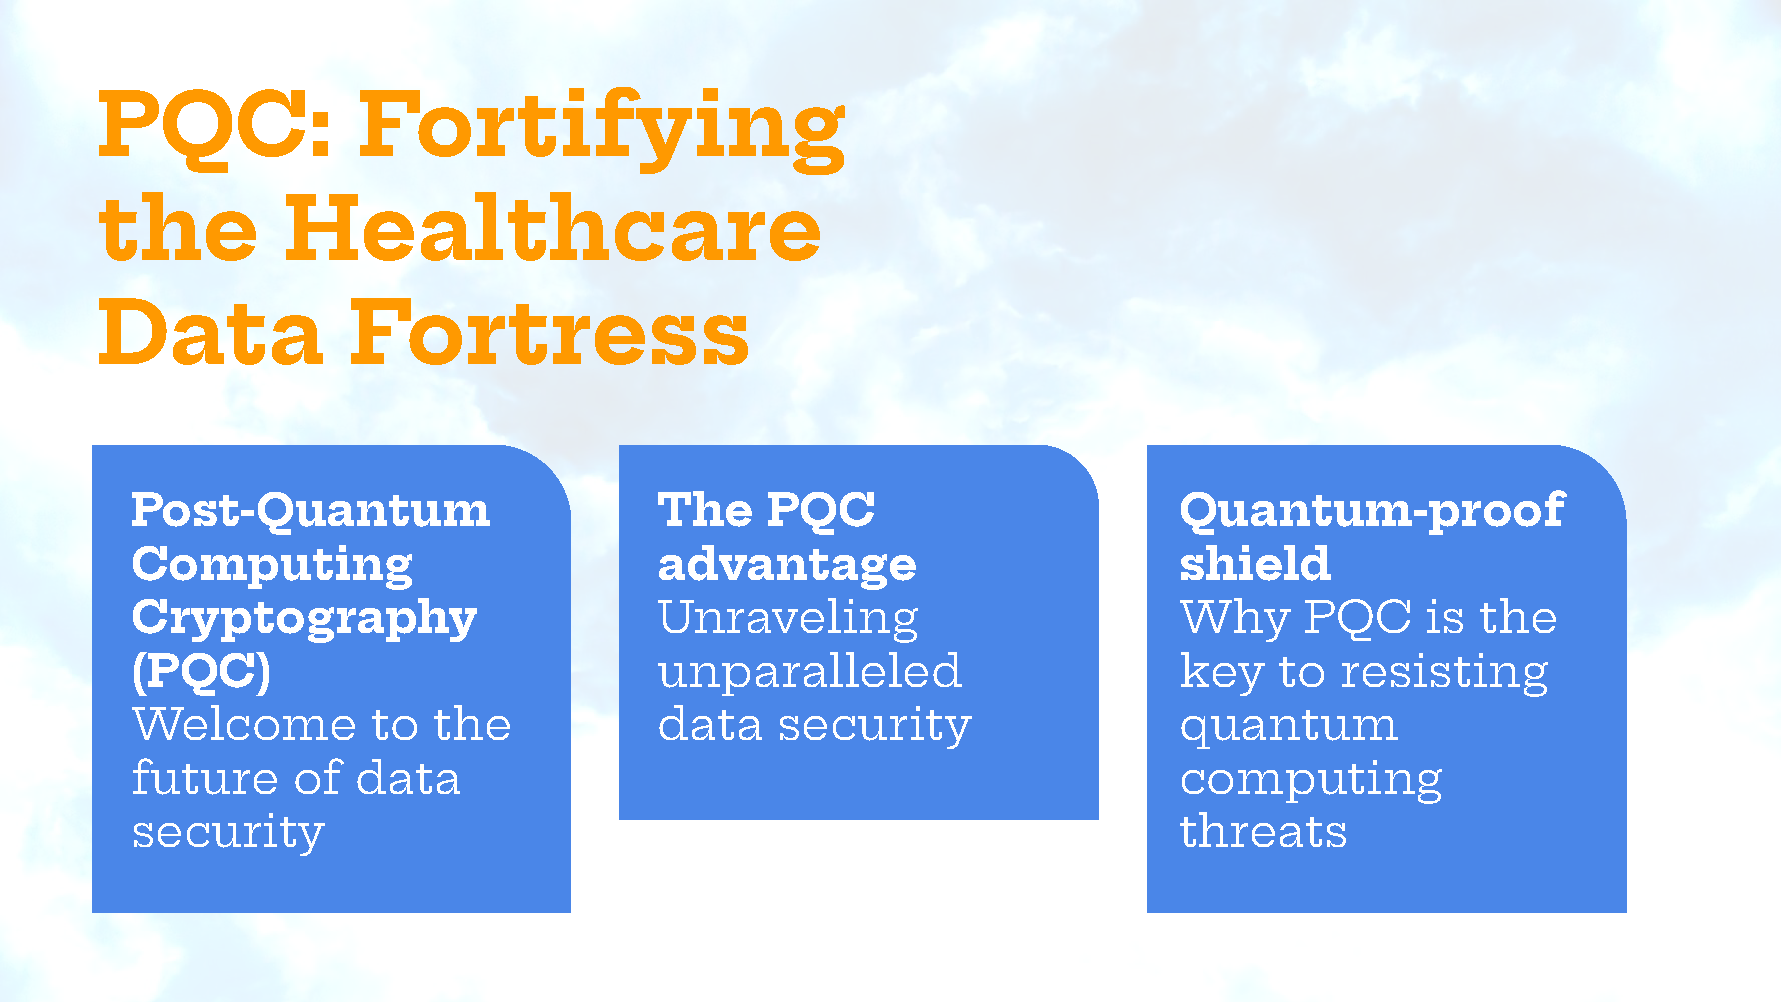 PQC: Fortifying
the Healthcare
Data Fortress
Post-Quantum
Computing
Cryptography
(PQC)
Welcome to the
future of data
security
The PQC
advantage
Unraveling
unparalleled
data security
Quantum-proof
shield
Why PQC is the
key to resisting
quantum
computing
threats